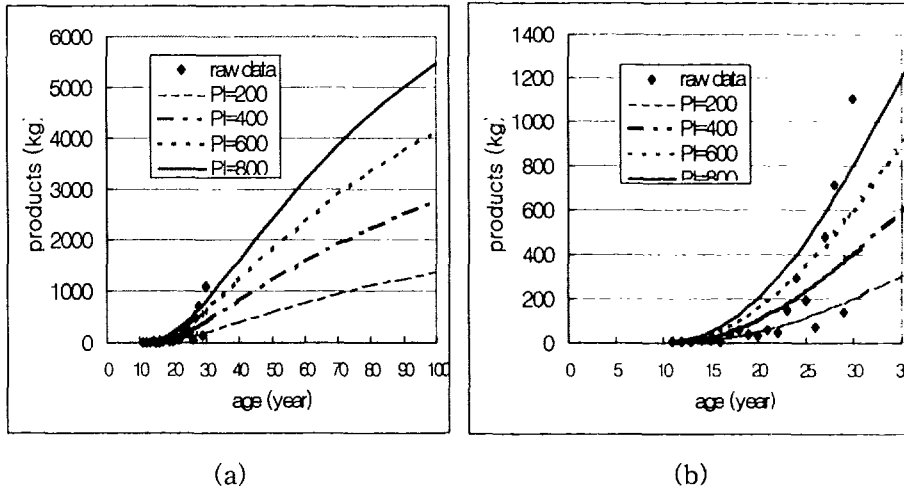 6000
5000
4000
3000
2000
1000
0
products (kg)
raw data
PI=200
PI=400
PI=600
PI=800
0 10 20 30 40 50 60 70 80 90 100
age (year)
(a)
1400
1200
1000
800
600
400
200
0
products (kg)
raw data
PI=200
PI=400
PI=600
PI=800
0 5 10 15 20 25 30 35
age (year)
(b)